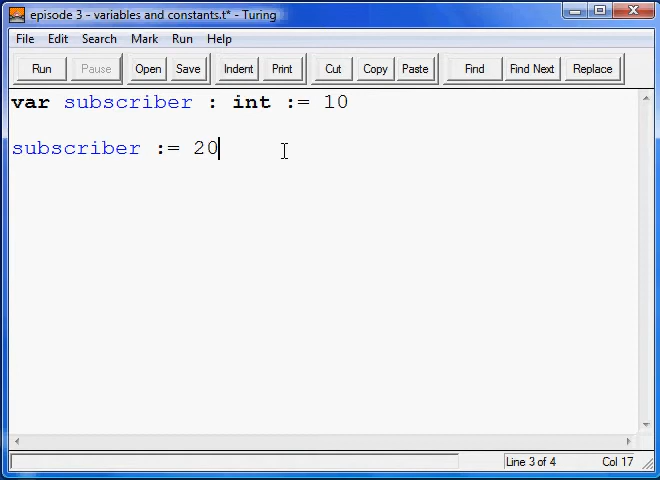 episode 3 - variables and constants.t* - Turing
File Edit Search Mark Run Help
Run Pause Open Save Indent Print Cut Copy Paste Find Find Next Replace
var subscriber : int := 10
subscriber := 20
Line 3 of 4 Col 17